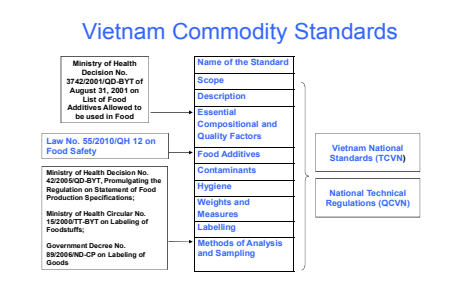 Vietnam Commodity Standards
Ministry of Health
Decision No.
3742/2001/QD-BYT of
August 31, 2001 on
List of Food
Additives Allowed to
be used in Food
Law No. 55/2010/QH 12 on
Food Safety
Ministry of Health Decision No.
42/2005/QD-BYT, Promulgating the
Regulation on Statement of Food
Production Specifications;
Ministry of Health Circular No.
15/2000/TT-BYT on Labeling of
Foodstuffs;
Government Decree No.
89/2006/ND-CP on Labeling of
Goods
Name of the Standard
Scope
Description
Essential
Compositional and
Quality Factors
Food Additives
Contaminants
Hygiene
Weights and
Measures
Labelling
Methods of Analysis
and Sampling
Vietnam National
Standards (TCVN)
National Technical
Regulations (QCVN)